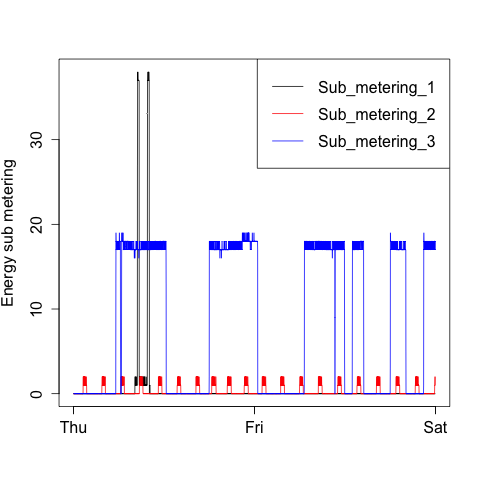 Sub_metering_1
Sub_metering_2
Sub_metering_3
Energy sub metering
30
20
10
0
Thu Fri Sat